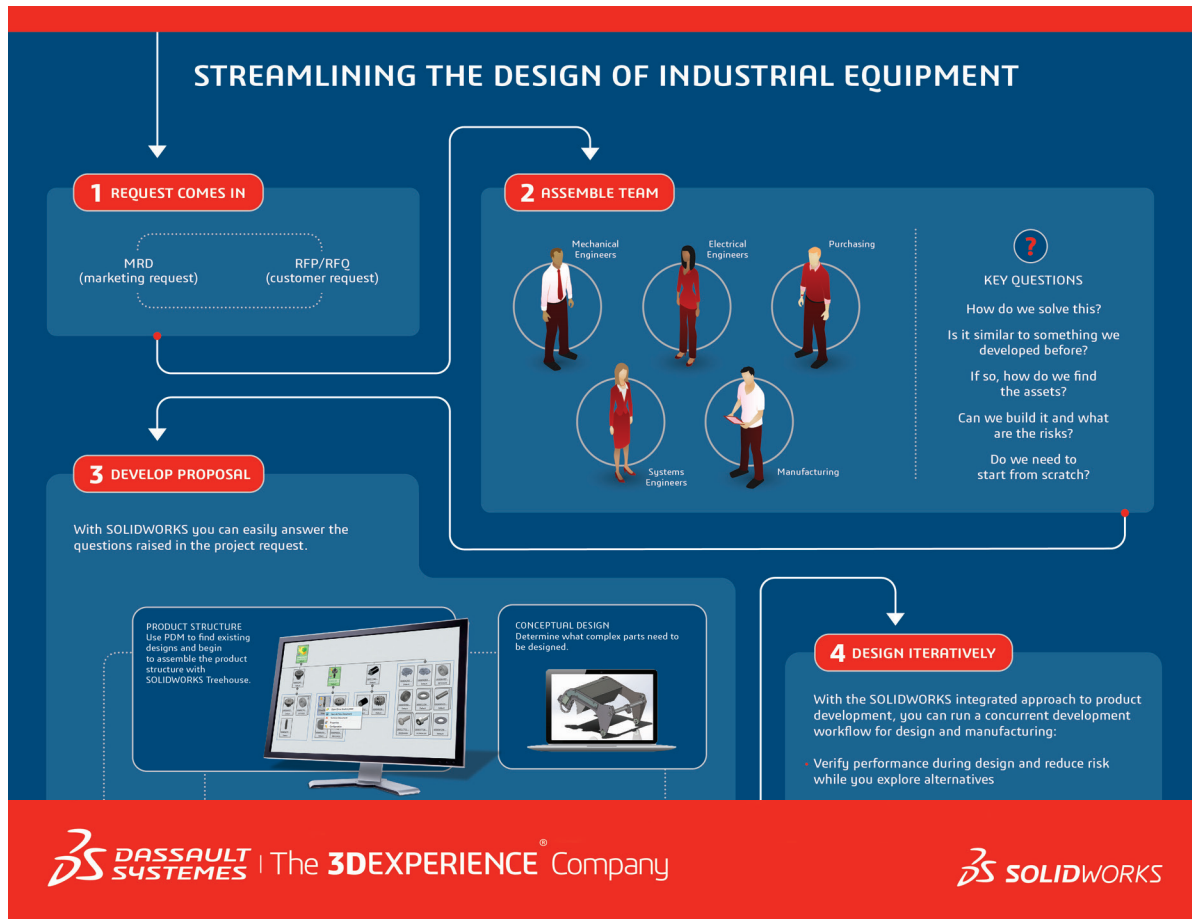 STREAMLINING THE DESIGN OF INDUSTRIAL EQUIPMENT
1 REQUEST COMES IN
MRD
(marketing request)
RFP/RFQ
(customer request)
2 ASSEMBLE TEAM
Mechanical
Engineers
Electrical
Engineers
Purchasing
Systems
Engineers
Manufacturing
?
KEY QUESTIONS
How do we solve this?
Is it similar to something we
developed before?
If so, how do we find
the assets?
Can we build it and what
are the risks?
Do we need to
start from scratch?
3 DEVELOP PROPOSAL
With SOLIDWORKS you can easily answer the
questions raised in the project request.
PRODUCT STRUCTURE
Use PDM to find existing
designs and begin
to assemble the product
structure with
SOLIDWORKS Treehouse.
CONCEPTUAL DESIGN
Determine what complex parts need to
be designed.
4 DESIGN ITERATIVELY
With the SOLIDWORKS integrated approach to product
development, you can run a concurrent development
workflow for design and manufacturing:
• Verify performance during design and reduce risk
while you explore alternatives
DASSAULT
SYSTEMES | The 3DEXPERIENCE® Company
SOLIDWORKS